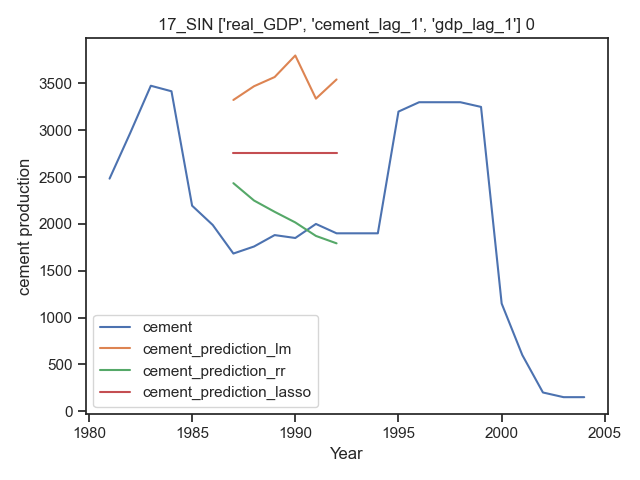 17_SIN ['real_GDP', 'cement_lag_1', 'gdp_lag_1'] 0
cement production
3500
3000
2500
2000
1500
1000
500
0
cement
cement_prediction_lm
cement_prediction_rr
cement_prediction_lasso
1980 1985 1990 1995 2000 2005
Year